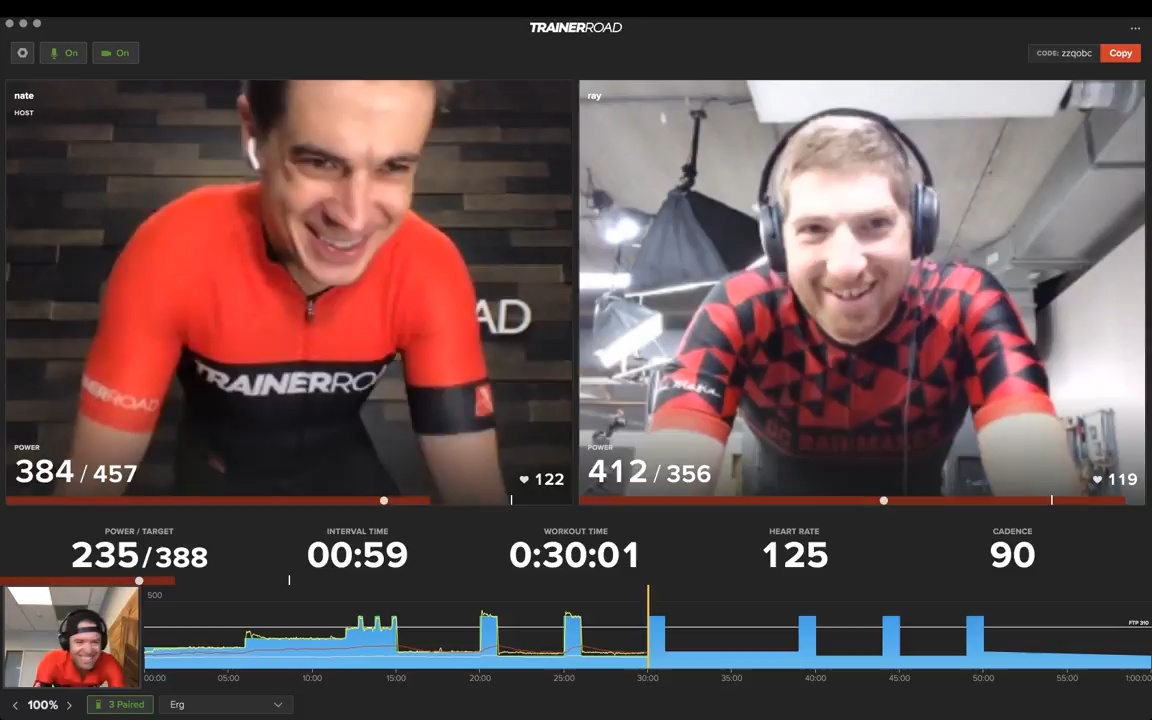 TRAINERROAD
On
On
CODE: zzqobc
Copy
nate
HOST
ray
AD
TRAINERRO
POWER
384 / 457
122
POWER
412 / 356
119
POWER / TARGET
235/388
INTERVAL TIME
00:59
WORKOUT TIME
0:30:01
HEART RATE
125
CADENCE
90
500
FTP 310
00:00
05:00
10:00
15:00
20:00
25:00
30:00
35:00
40:00
45:00
50:00
55:00
1:00:00
100%
3 Paired
Erg